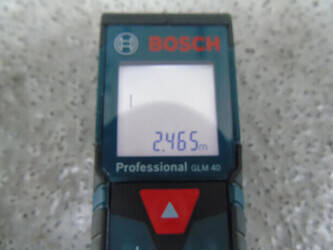 BOSCH
2.465m
Professional GLM 40